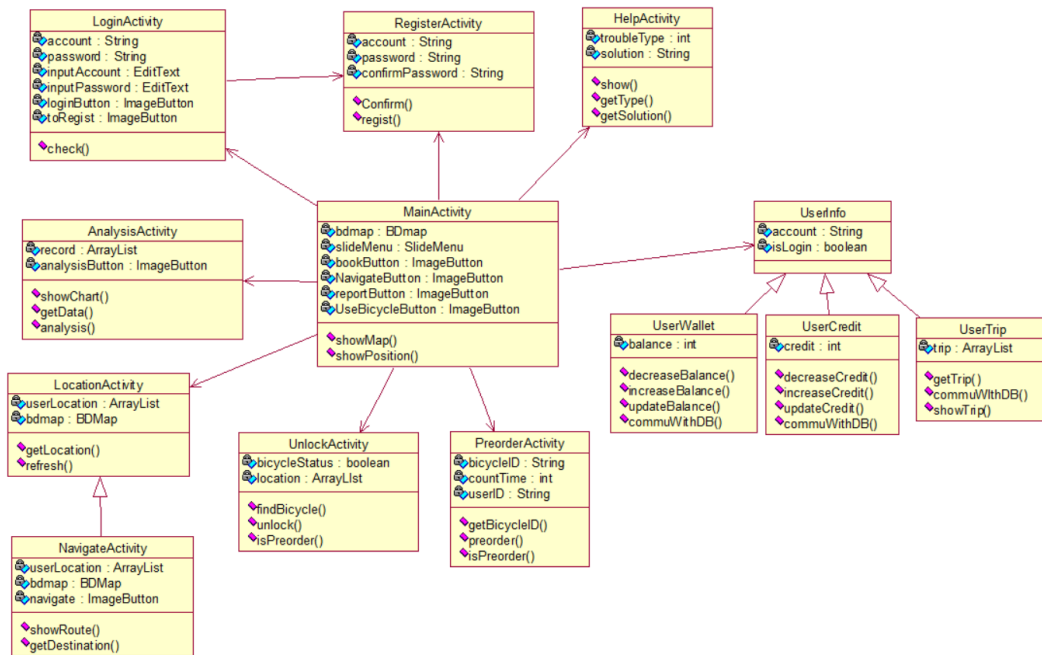 LoginActivity
account : String
password : String
inputAccount : EditText
inputPassword : EditText
loginButton : ImageButton
toRegist : ImageButton
check()
RegisterActivity
account : String
password : String
confirmPassword : String
Confirm()
regist()
HelpActivity
troubleType : int
solution : String
show()
getType()
getSolution()
AnalysisActivity
record : ArrayList
analysisButton : ImageButton
showChart()
getData()
analysis()
MainActivity
bdmap : BDmap
slideMenu : SlideMenu
bookButton : ImageButton
NavigateButton : ImageButton
reportButton : ImageButton
UseBicycleButton : ImageButton
showMap()
showPosition()
UserInfo
account : String
isLogin : boolean
UserWallet
balance : int
decreaseBalance()
increaseBalance()
updateBalance()
commuWithDB()
UserCredit
credit : int
decreaseCredit()
increaseCredit()
updateCredit()
commuWithDB()
UserTrip
trip : ArrayList
getTrip()
commuWIthDB()
showTrip()
LocationActivity
userLocation : ArrayList
bdmap : BDMap
getLocation()
refresh()
UnlockActivity
bicycleStatus : boolean
location : ArrayLIst
findBicycle()
unlock()
isPreorder()
PreorderActivity
bicycleID : String
countTime : int
userID : String
getBicycleID()
preorder()
isPreorder()
NavigateActivity
userLocation : ArrayList
bdmap : BDMap
navigate : ImageButton
showRoute()
getDestination()